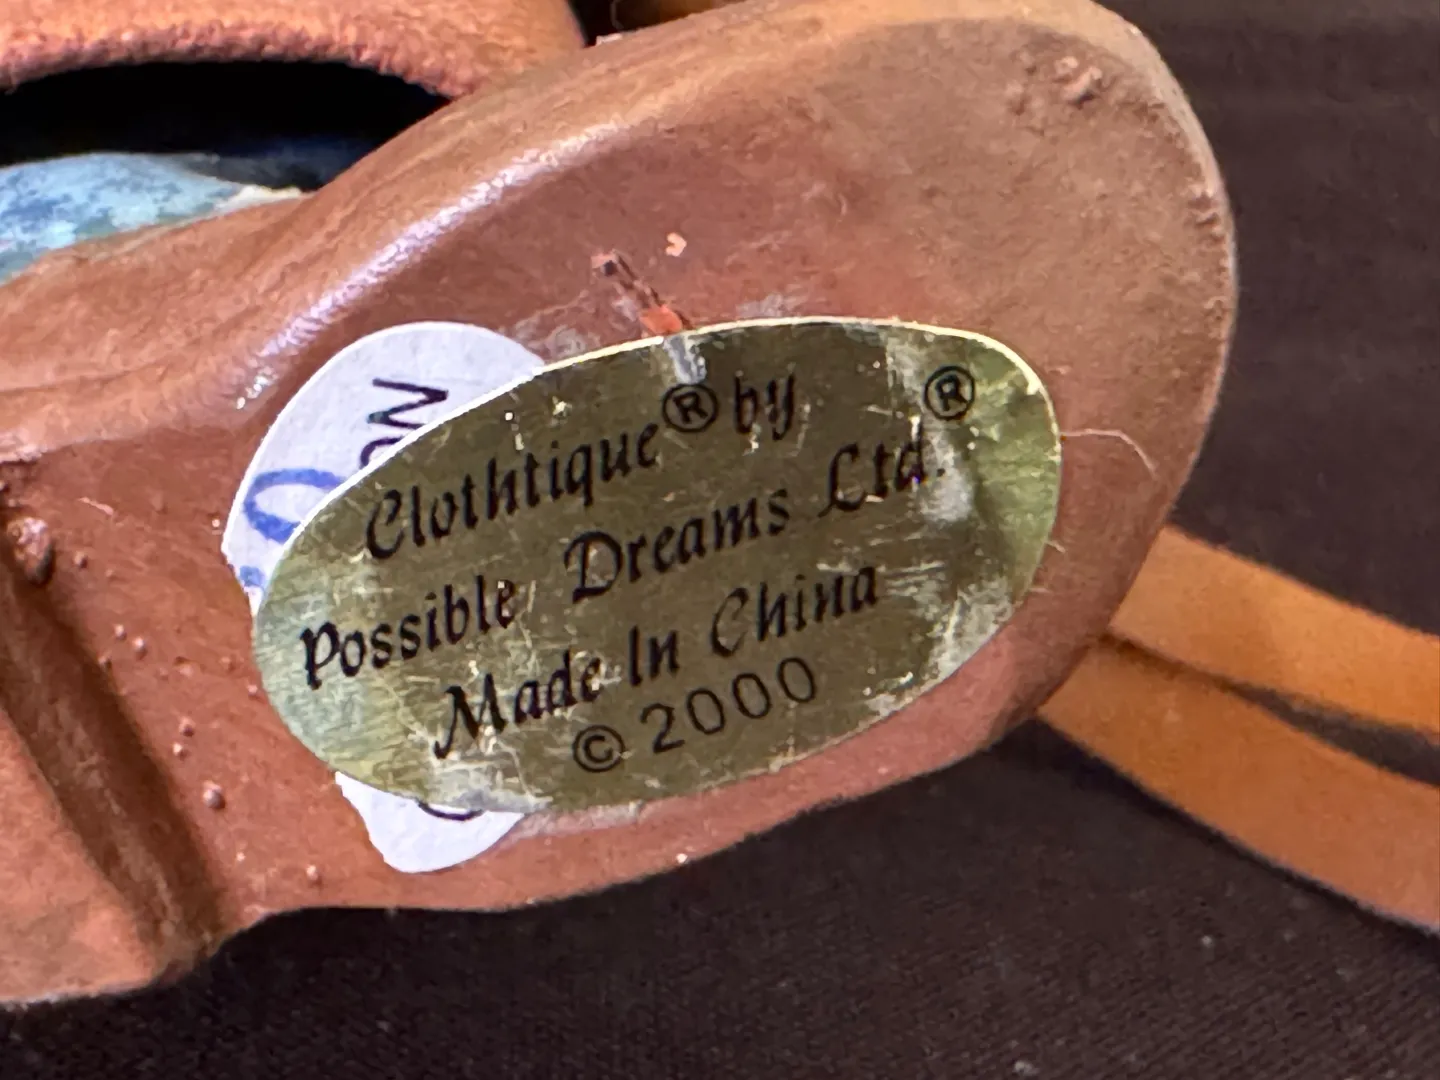 Clothtique® by
Possible Dreams Ltd.®
Made In China
© 2000